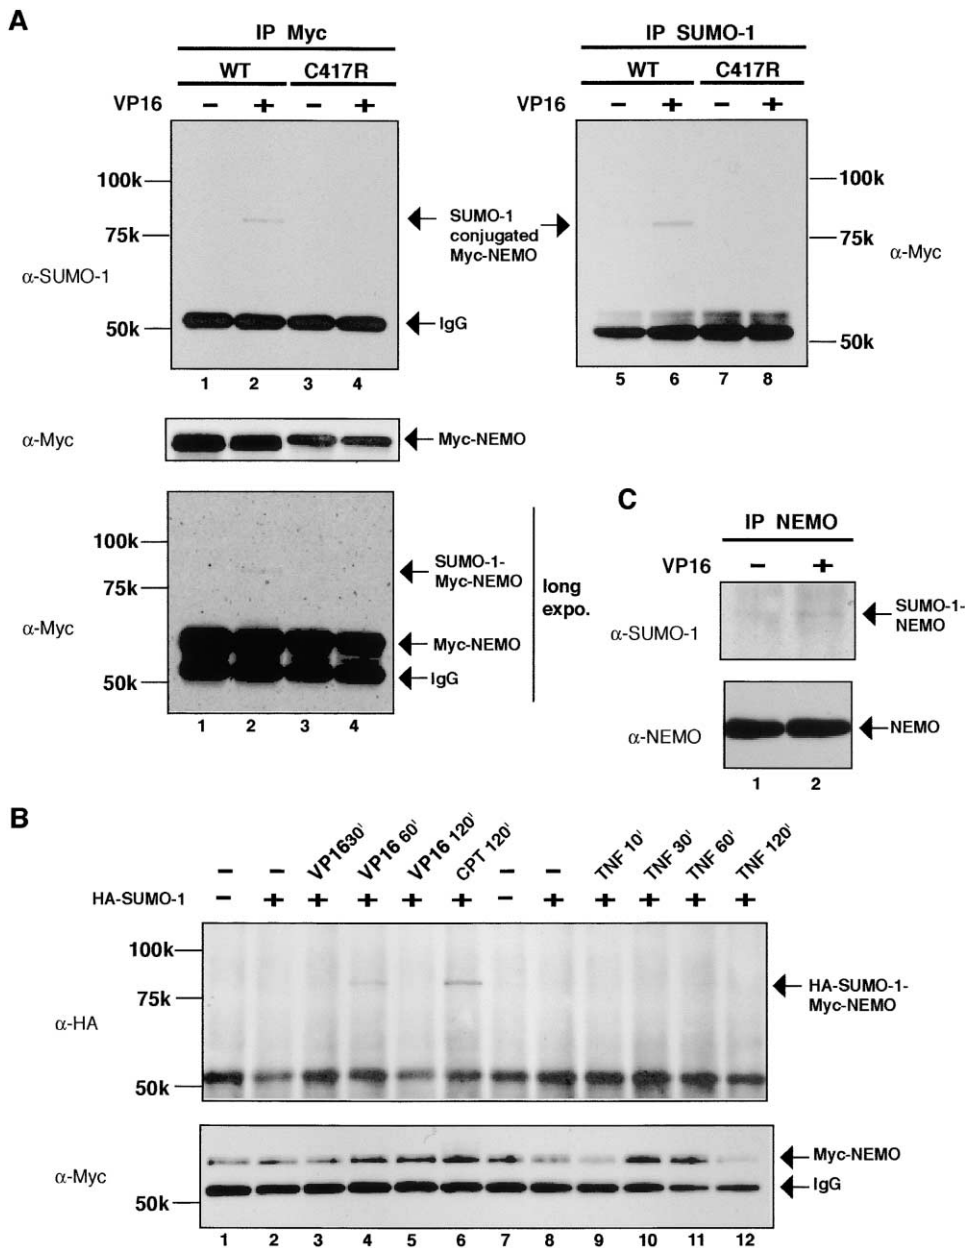 A
IP Myc
WT C417R
VP16 - + - +
100k
75k
50k
α-SUMO-1
SUMO-1
conjugated
Myc-NEMO
IgG
1 2 3 4
IP SUMO-1
WT C417R
VP16 - + - +
100k
75k
50k
α-Myc
5 6 7 8
α-Myc
Myc-NEMO
100k
75k
50k
α-Myc
SUMO-1-
Myc-NEMO
Myc-NEMO
IgG
long
expo.
1 2 3 4
C
IP NEMO
VP16 - +
α-SUMO-1
SUMO-1-
NEMO
α-NEMO
NEMO
1 2
B
- - VP1630' VP16 60' VP16 120' CPT 120' - - TNF 10' TNF 30' TNF 60' TNF 120'
HA-SUMO-1 - + + + + + - + + + + +
100k
75k
50k
α-HA
HA-SUMO-1-
Myc-NEMO
α-Myc
50k
Myc-NEMO
IgG
1 2 3 4 5 6 7 8 9 10 11 12